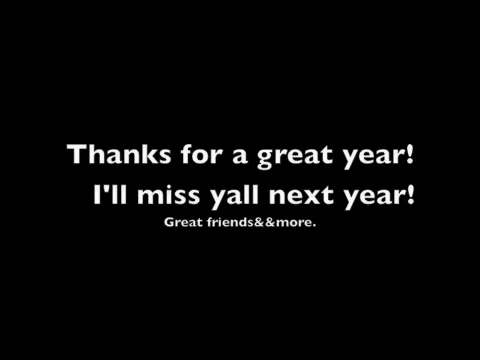 Thanks for a great year!
I'll miss yall next year!
Great friends&&more.